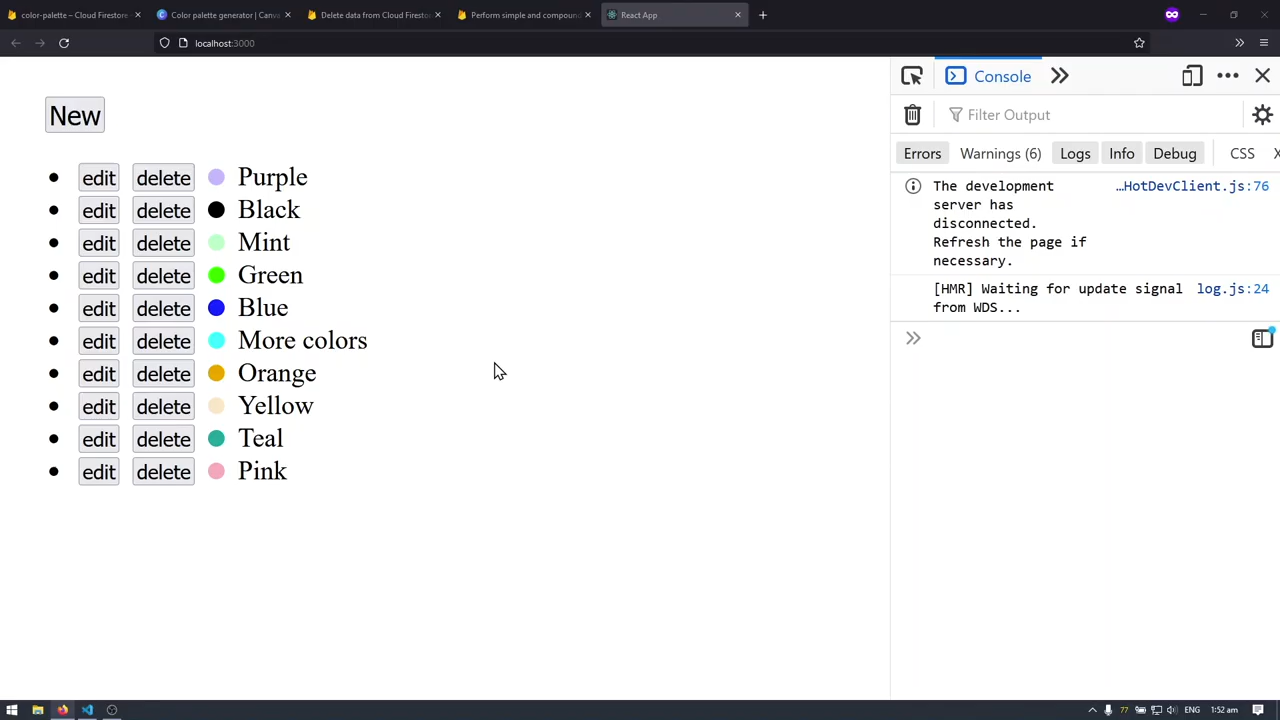 color-palette – Cloud Firestore
Color palette generator | Canva
Delete data from Cloud Firestor
Perform simple and compound
React App
localhost:3000
New
edit delete Purple
edit delete Black
edit delete Mint
edit delete Green
edit delete Blue
edit delete More colors
edit delete Orange
edit delete Yellow
edit delete Teal
edit delete Pink
Console
Filter Output
Errors Warnings (6) Logs Info Debug CSS X
The development …HotDevClient.js:76
server has
disconnected.
Refresh the page if
necessary.
[HMR] Waiting for update signal log.js:24
from WDS...
77 ENG 1:52 am